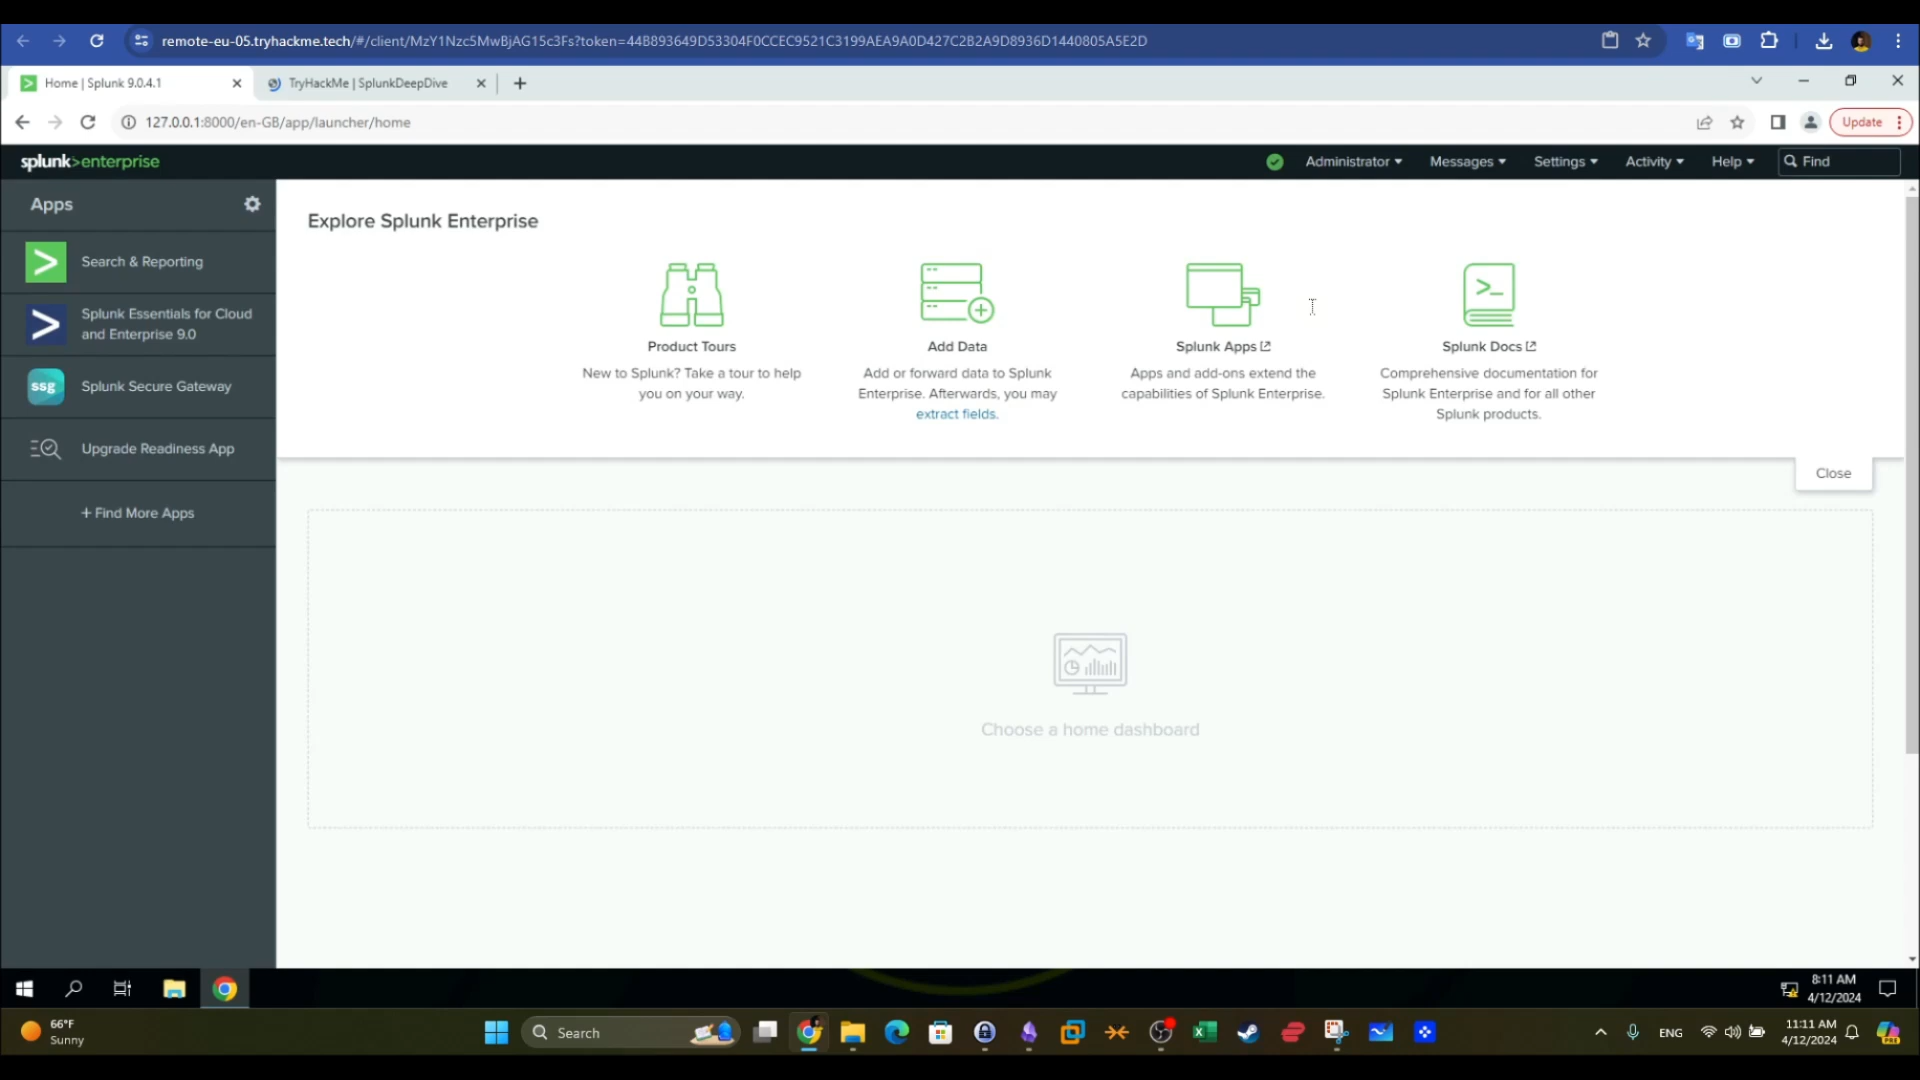 remote-eu-05.tryhackme.tech/#/client/MzY1Nzc5MwBjAG15c3Fs?token=44B893649D53304F0CCEC9521C3199AEA9A0D427C2B2A9D8936D1440805A5E2D
Home | Splunk 9.0.4.1
TryHackMe | SplunkDeepDive
127.0.0.1:8000/en-GB/app/launcher/home
Update
splunk>enterprise
Administrator
Messages
Settings
Activity
Help
Find
Apps
Search & Reporting
Splunk Essentials for Cloud
and Enterprise 9.0
ssg
Splunk Secure Gateway
Upgrade Readiness App
+ Find More Apps
Explore Splunk Enterprise
Product Tours
New to Splunk? Take a tour to help
you on your way.
Add Data
Add or forward data to Splunk
Enterprise. Afterwards, you may
extract fields.
Splunk Apps
Apps and add-ons extend the
capabilities of Splunk Enterprise.
Splunk Docs
Comprehensive documentation for
Splunk Enterprise and for all other
Splunk products.
Close
Choose a home dashboard
8:11 AM
4/12/2024
66°F
Sunny
Search
ENG
11:11 AM
4/12/2024